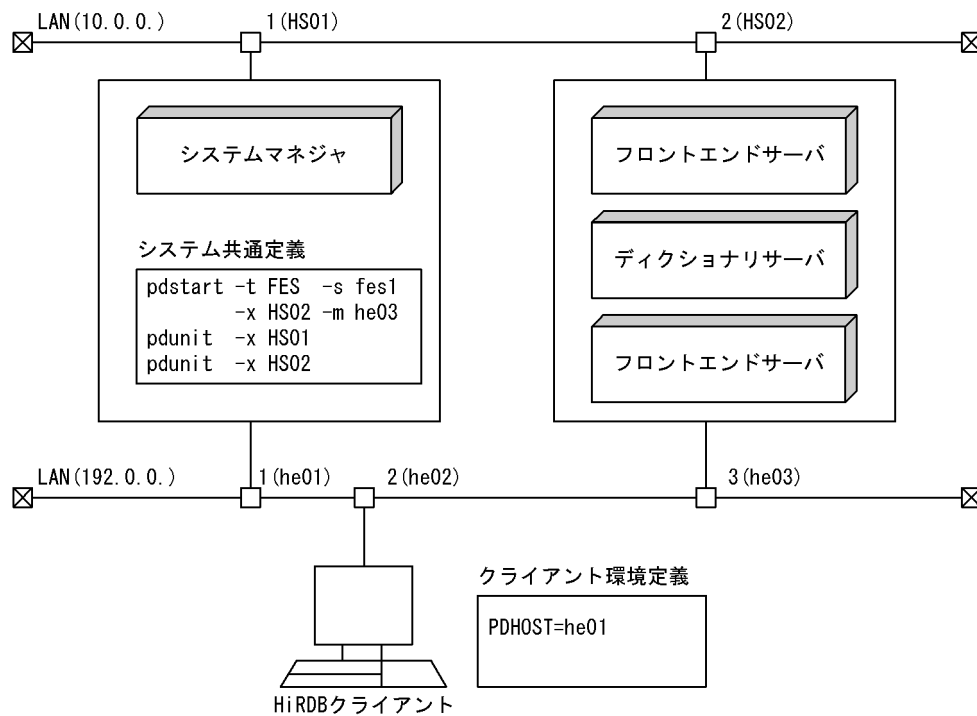 LAN(10.0.0.)
1(HS01)
2(HS02)
システムマネジャ
フロントエンドサーバ
ディクショナリサーバ
システム共通定義
pdstart -t FES  -s fes1
        -x HS02 -m he03
pdunit  -x HS01
pdunit  -x HS02
フロントエンドサーバ
LAN(192.0.0.)
1(he01)
2(he02)
3(he03)
クライアント環境定義
PDHOST=he01
HiRDBクライアント